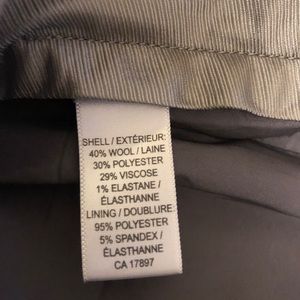 SHELL / EXTÉRIEUR:
40% WOOL / LAINE
30% POLYESTER
29% VISCOSE
1% ELASTANE /
ÉLASTHANNE
LINING / DOUBLURE:
95% POLYESTER
5% SPANDEX /
ÉLASTHANNE
CA 17897